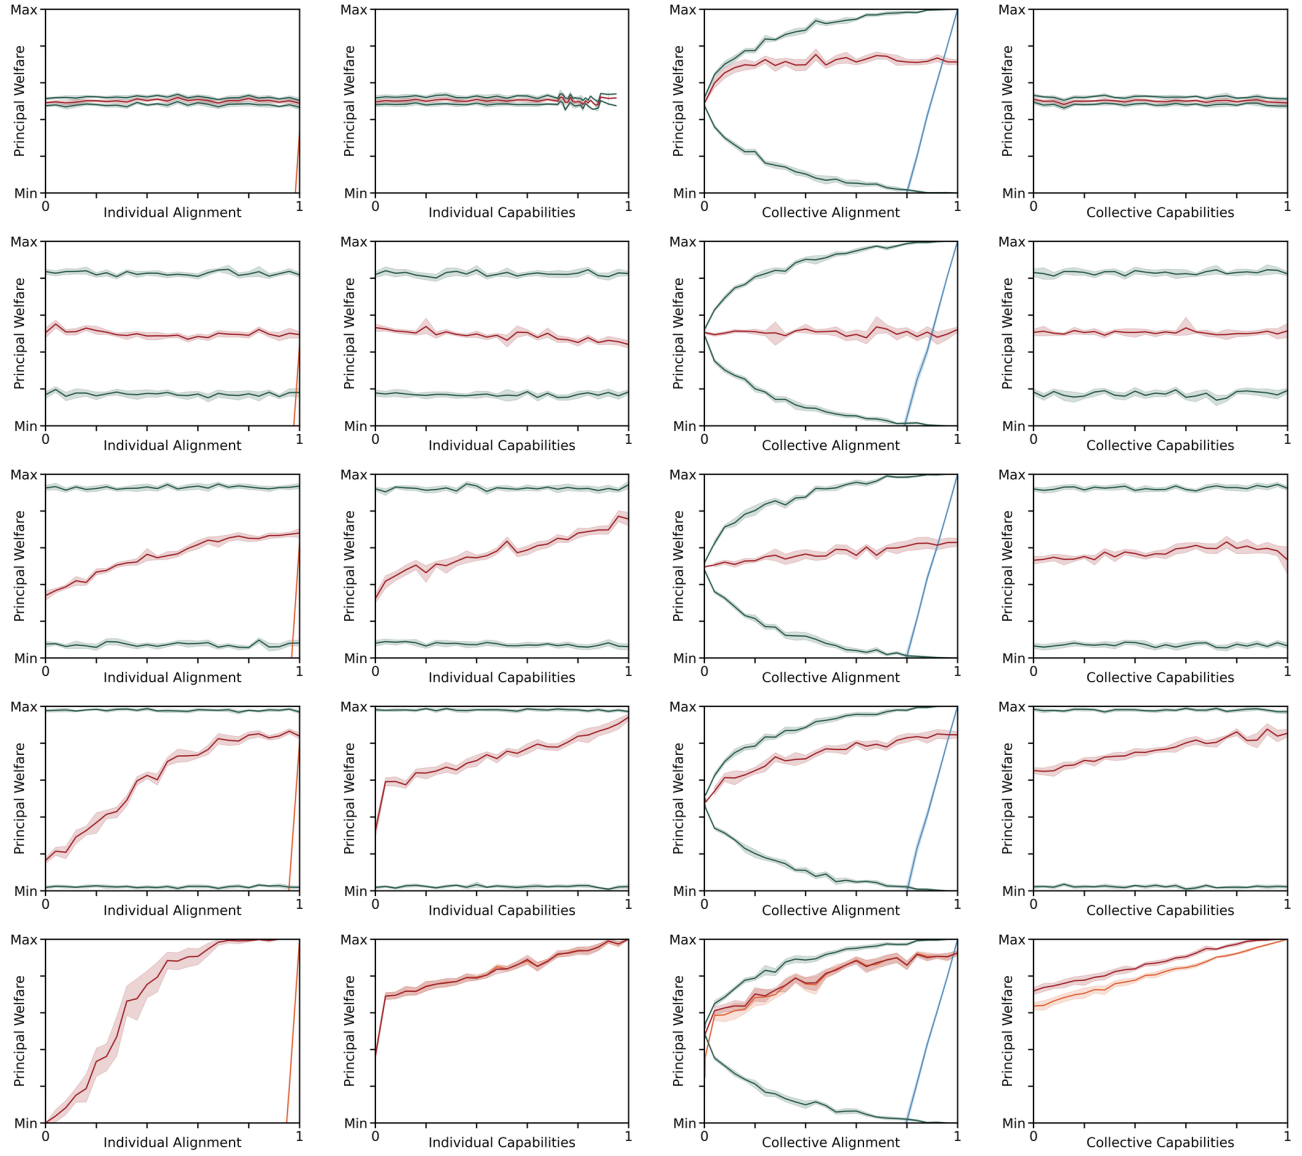 Max Max Max Max
Principal Welfare Principal Welfare Principal Welfare Principal Welfare
Min Min Min Min
0 1 0 1 0 1 0 1
Individual Alignment Individual Capabilities Collective Alignment Collective Capabilities
Max Max Max Max
Principal Welfare Principal Welfare Principal Welfare Principal Welfare
Min Min Min Min
0 1 0 1 0 1 0 1
Individual Alignment Individual Capabilities Collective Alignment Collective Capabilities
Max Max Max Max
Principal Welfare Principal Welfare Principal Welfare Principal Welfare
Min Min Min Min
0 1 0 1 0 1 0 1
Individual Alignment Individual Capabilities Collective Alignment Collective Capabilities
Max Max Max Max
Principal Welfare Principal Welfare Principal Welfare Principal Welfare
Min Min Min Min
0 1 0 1 0 1 0 1
Individual Alignment Individual Capabilities Collective Alignment Collective Capabilities
Max Max Max Max
Principal Welfare Principal Welfare Principal Welfare Principal Welfare
Min Min Min Min
0 1 0 1 0 1 0 1
Individual Alignment Individual Capabilities Collective Alignment Collective Capabilities